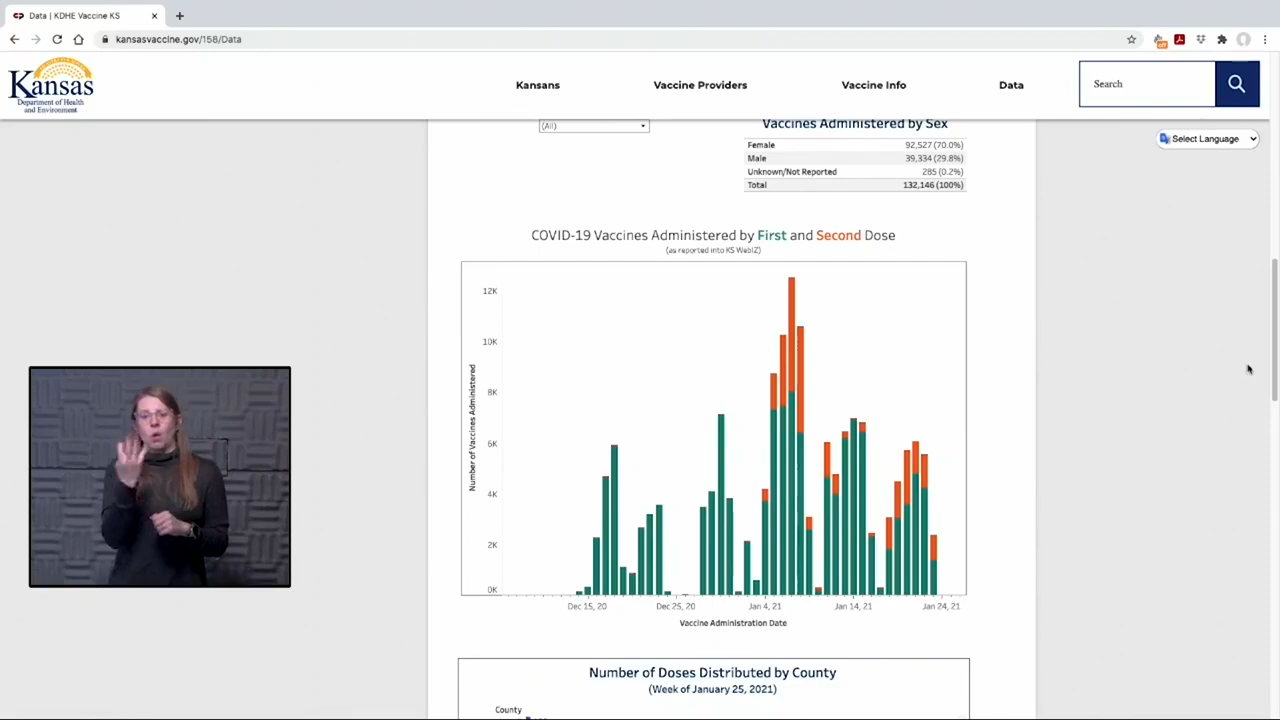 Data | KDHE Vaccine KS
kansasvaccine.gov/158/Data
Kansas
Department of Health
and Environment
Kansans
Vaccine Providers
Vaccine Info
Data
Search
Select Language
(All)
Vaccines Administered by Sex
Female 92,527 (70.0%)
Male 39,334 (29.8%)
Unknown/Not Reported 285 (0.2%)
Total 132,146 (100%)
COVID-19 Vaccines Administered by First and Second Dose
(as reported into KS WebIZ)
Number of Vaccines Administered
12K
10K
8K
6K
4K
2K
0K
Dec 15, 20
Dec 25, 20
Jan 4, 21
Jan 14, 21
Jan 24, 21
Vaccine Administration Date
Number of Doses Distributed by County
(Week of January 25, 2021)
County